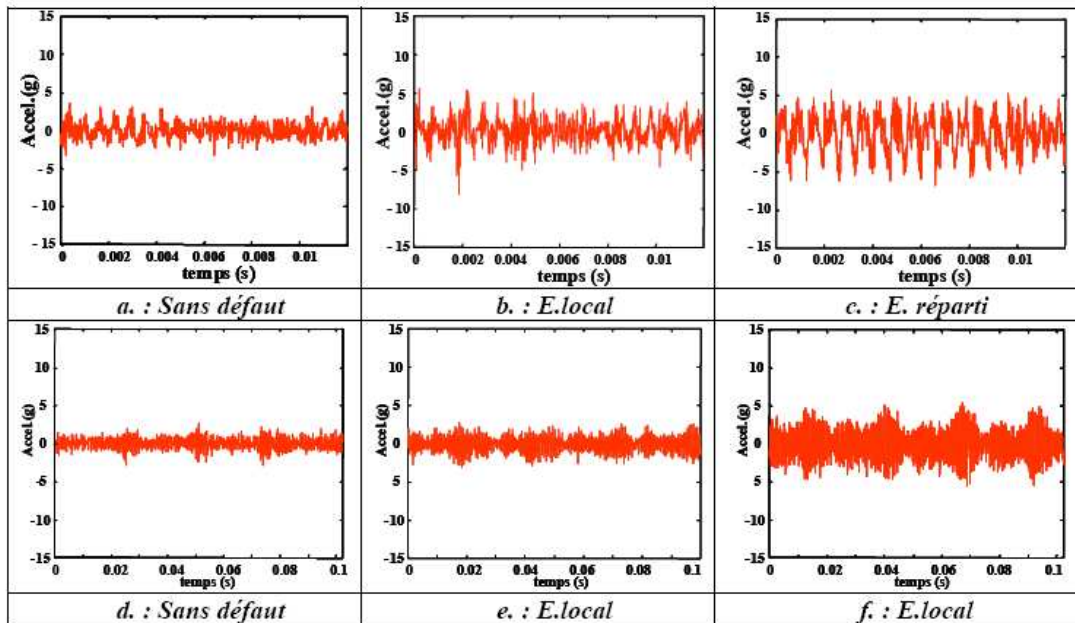 15
10
5
0
- 5
- 10
- 15
Accel.(g)
0 0.002 0.004 0.006 0.008 0.01
temps (s)
a. : Sans défaut
15
10
5
0
- 5
- 10
- 15
Accel.(g)
0 0.002 0.004 0.006 0.008 0.01
temps (s)
b. : E.local
15
10
5
0
- 5
- 10
- 15
Accel.(g)
0 0.002 0.004 0.006 0.008 0.01
temps (s)
c. : E. réparti
15
10
5
0
5
-10
-15
Accel.(g)
0 0.02 0.04 0.06 0.08 0.1
temps (s)
d. : Sans défaut
15
10
5
0
-5
-10
-15
Accel.(g)
0 0.02 0.04 0.06 0.08 0.1
temps (s)
e. : E.local
15
10
5
0
5
-10
-15
Accel.(g)
0 0.02 0.04 0.06 0.08 0.1
temps (s)
f. : E.local